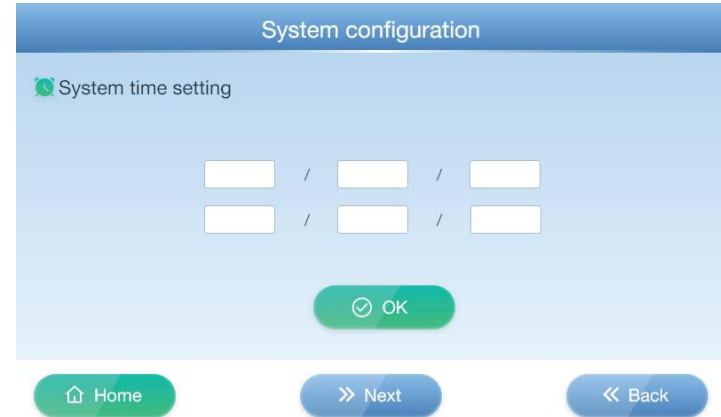 System configuration
System time setting
/ /
/ /
OK
Home Next Back